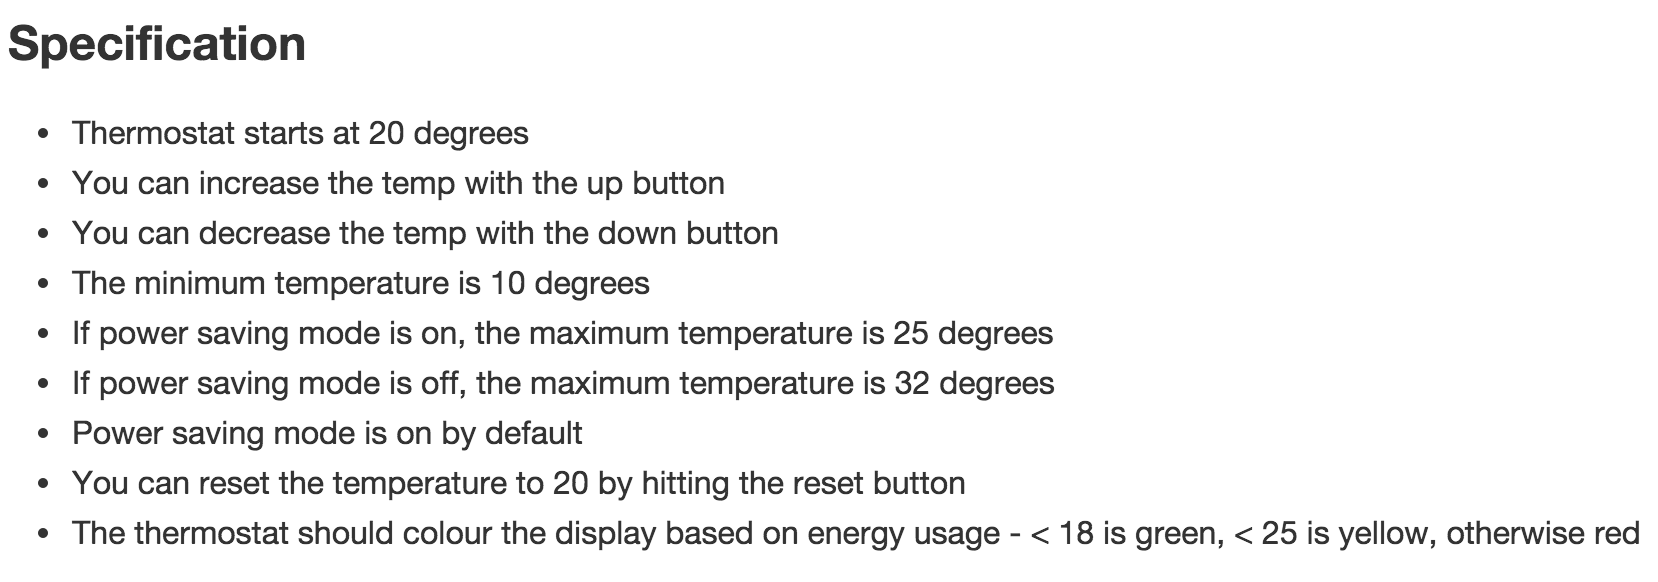 Specification
• Thermostat starts at 20 degrees
• You can increase the temp with the up button
• You can decrease the temp with the down button
• The minimum temperature is 10 degrees
• If power saving mode is on, the maximum temperature is 25 degrees
• If power saving mode is off, the maximum temperature is 32 degrees
• Power saving mode is on by default
• You can reset the temperature to 20 by hitting the reset button
• The thermostat should colour the display based on energy usage - < 18 is green, < 25 is yellow, otherwise red